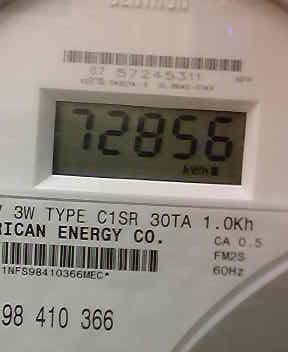 07 57245311
72856
kWh
V 3W TYPE C1SR 30TA 1.0Kh
RICAN ENERGY CO.
CA 0.5
FM2S
60Hz
1NFS98410366MEC*
98 410 366